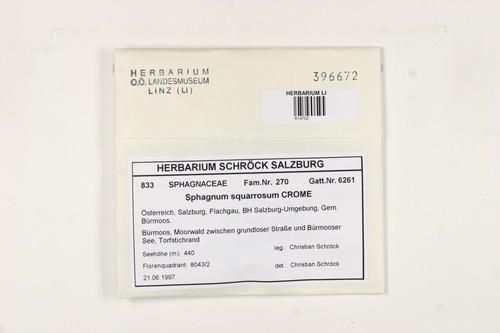 HERBARIUM
O.Ö. LANDESMUSEUM
LINZ (LI)
396672
HERBARIUM LI
614702
HERBARIUM SCHRÖCK SALZBURG
833 SPHAGNACEAE Fam.Nr. 270 Gatt.Nr. 6261
Sphagnum squarrosum CROME
Österreich, Salzburg, Flachgau, BH Salzburg-Umgebung, Gem.
Bürmoos.
Bürmoos, Moorwald zwischen grundloser Straße und Bürmooser
See, Torfstichrand
Seehöhe (m): 440 leg.: Christian Schröck
Florenquadrant: 8043/2 det.: Christian Schröck
21.06.1997